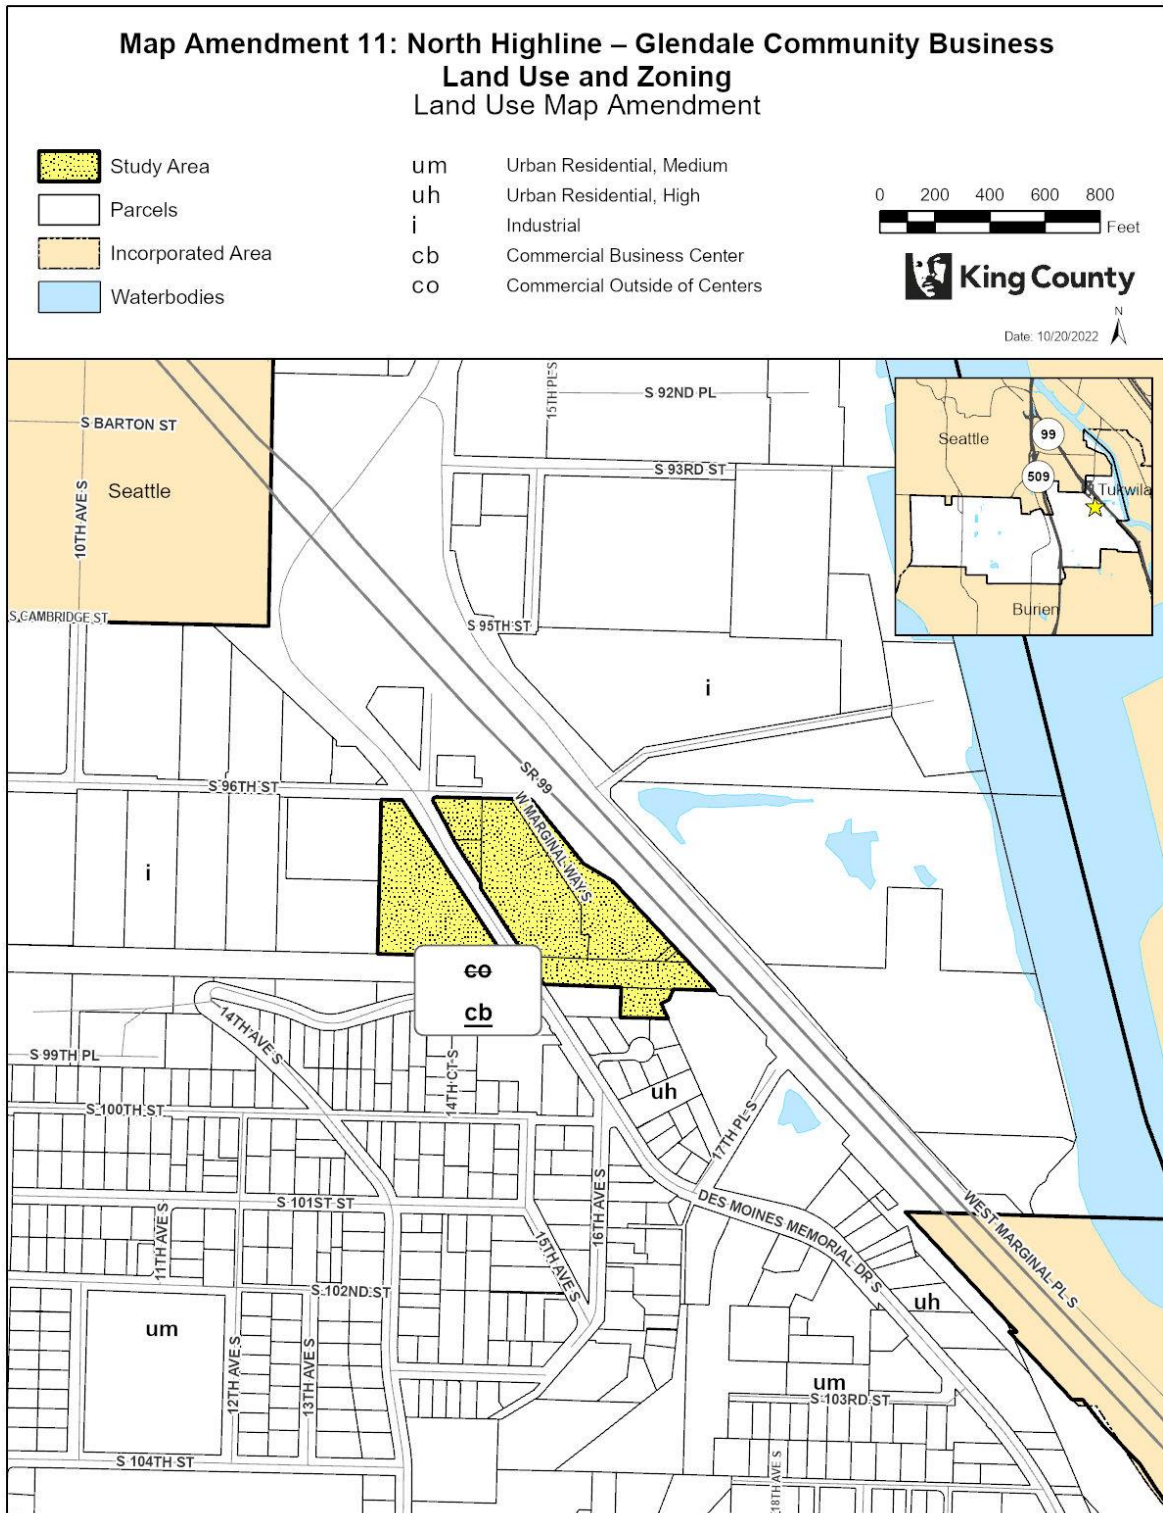 Map Amendment 11: North Highline – Glendale Community Business
Land Use and Zoning
Land Use Map Amendment
Study Area
Parcels
Incorporated Area
Waterbodies
um Urban Residential, Medium
uh Urban Residential, High
i Industrial
cb Commercial Business Center
co Commercial Outside of Centers
0 200 400 600 800
Feet
King County
N
Date: 10/20/2022
15TH PL S
S 92ND PL
S BARTON ST
Seattle
99
S 93RD ST
Seattle
509
Tukwila
10TH AVE S
Burien
S CAMBRIDGE ST
S 95TH ST
i
SR 99
S 96TH ST
W MARGINAL WAY S
i
co
cb
14TH AVE S
S 99TH PL
14TH CT S
uh
S 100TH ST
17TH PL S
S 101ST ST
16TH AVE S
DES MOINES MEMORIAL DR S
WEST MARGINAL PL S
11TH AVE S
15TH AVE S
S 102ND ST
uh
um
12TH AVE S
13TH AVE S
um
S 103RD ST
S 104TH ST
18TH AVE S